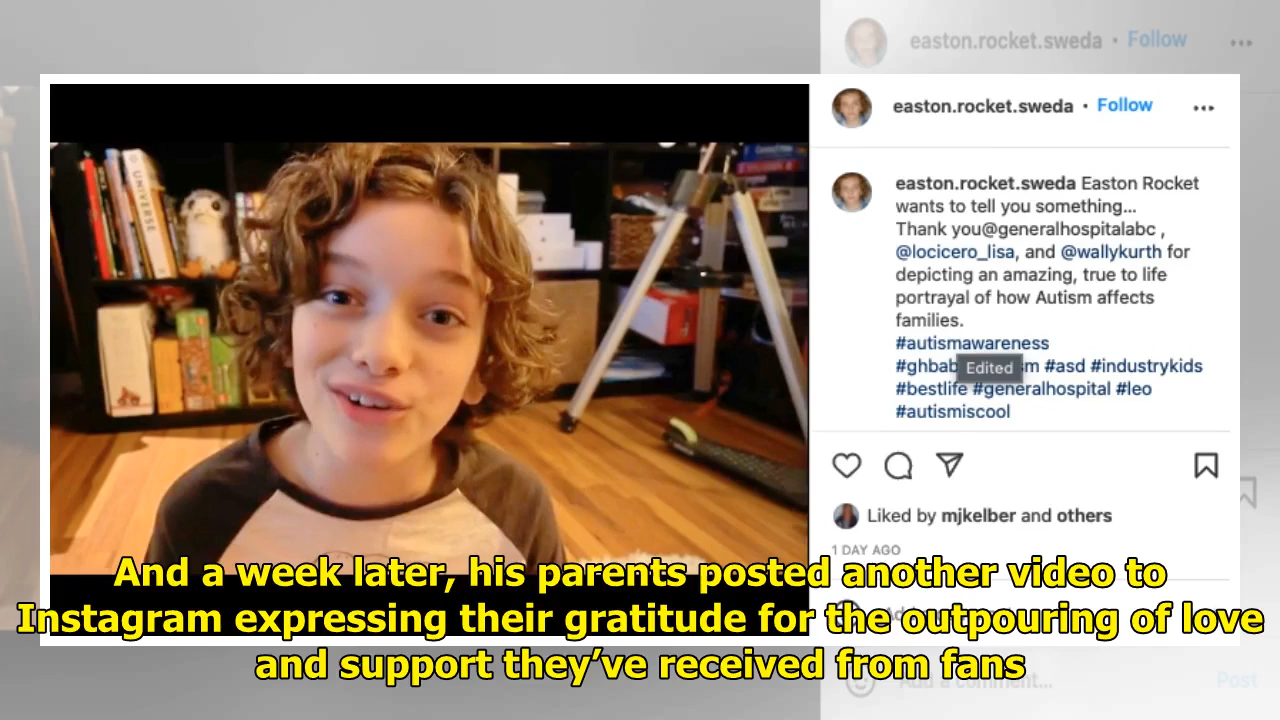 easton.rocket.sweda • Follow
easton.rocket.sweda • Follow
UNIVERSE
easton.rocket.sweda Easton Rocket
wants to tell you something...
Thank you@generalhospitalabc ,
@locicero_lisa, and @wallykurth for
depicting an amazing, true to life
portrayal of how Autism affects
families.
#autismawareness
#ghbab m #asd #industrykids
Edited
#bestlife #generalhospital #leo
#autismiscool
Liked by mjkelber and others
1 DAY AGO
And a week later, his parents posted another video to
Instagram expressing their gratitude for the outpouring of love
and support they’ve received from fans
Add a comment...
Post